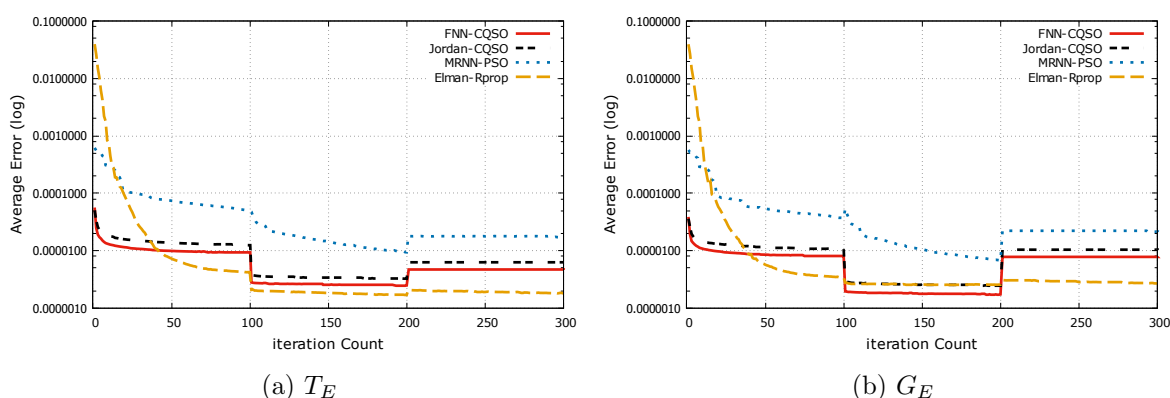 0.1000000
0.0100000
0.0010000
0.0001000
0.0000100
0.0000010
Average Error (log)
0 50 100 150 200 250 300
iteration Count
FNN-CQSO
Jordan-CQSO
MRNN-PSO
Elman-Rprop
(a) T_E
0.1000000
0.0100000
0.0010000
0.0001000
0.0000100
0.0000010
Average Error (log)
0 50 100 150 200 250 300
iteration Count
FNN-CQSO
Jordan-CQSO
MRNN-PSO
Elman-Rprop
(b) G_E